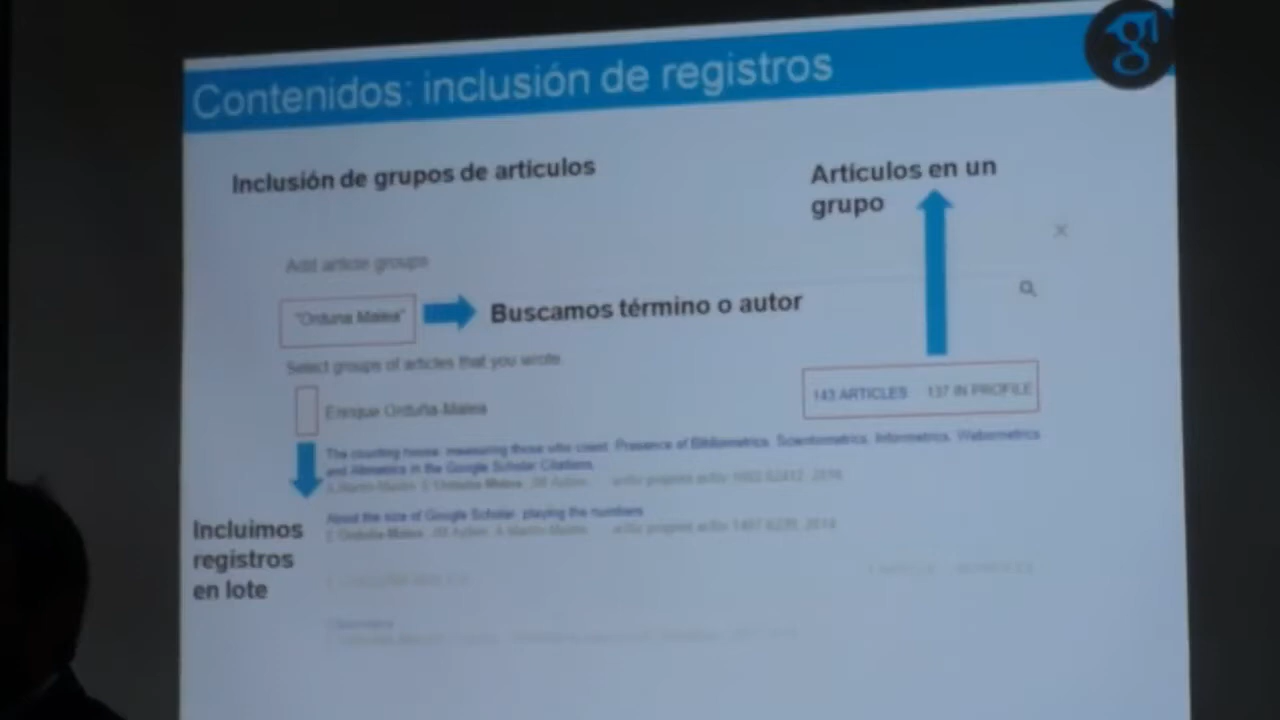 Contenidos: inclusión de registros
Inclusión de grupos de articulos
Artículos en un
grupo
Add article groups
"Orduna Malea"
Buscamos término o autor
Select groups of articles that you wrote.
Enrique Orduña-Malea
143 ARTICLES 137 IN PROFILE
The counting house: measuring those who count. Presence of Bibliometrics, Scientometrics, Informetrics, Webometrics
and Altmetrics in the Google Scholar Citations
About the size of Google Scholar: playing the numbers
Incluimos
registros
en lote